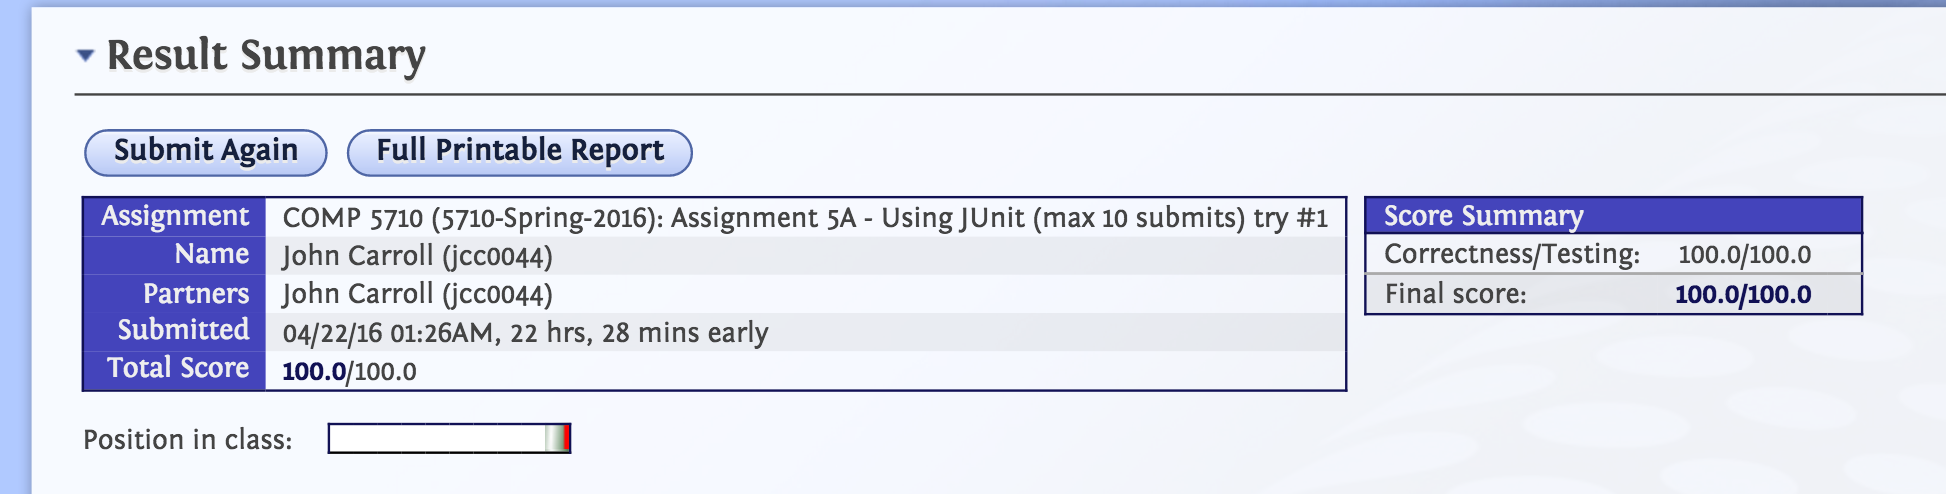 Result Summary
Submit Again Full Printable Report
Assignment COMP 5710 (5710-Spring-2016): Assignment 5A - Using JUnit (max 10 submits) try #1
Name John Carroll (jcc0044)
Partners John Carroll (jcc0044)
Submitted 04/22/16 01:26AM, 22 hrs, 28 mins early
Total Score 100.0/100.0
Score Summary
Correctness/Testing: 100.0/100.0
Final score: 100.0/100.0
Position in class: